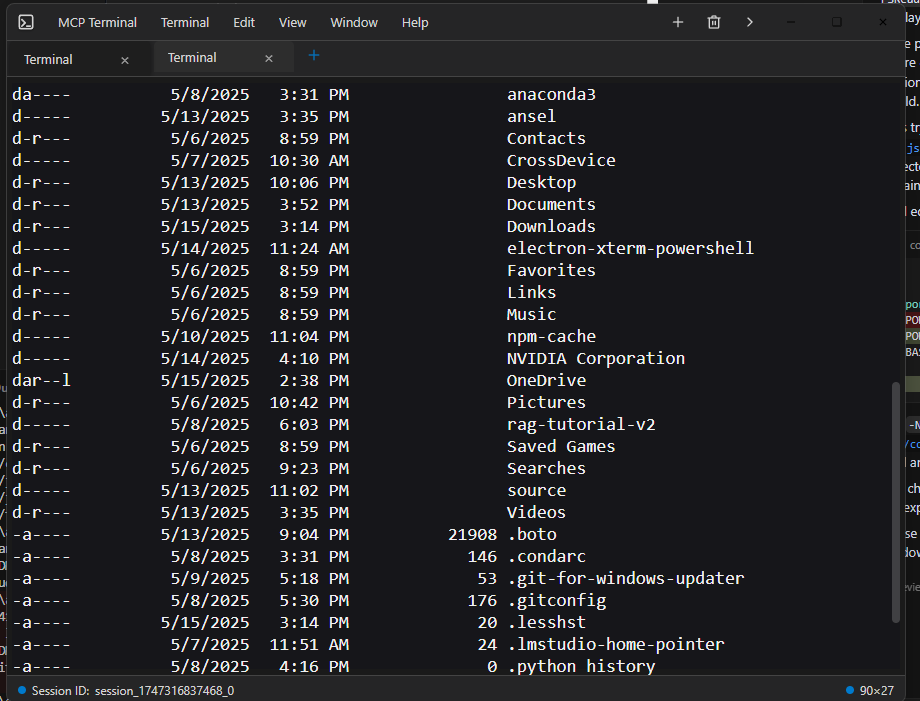 MCP Terminal Terminal Edit View Window Help
Terminal Terminal
da---- 5/8/2025 3:31 PM anaconda3
d----- 5/13/2025 3:35 PM ansel
d-r--- 5/6/2025 8:59 PM Contacts
d----- 5/7/2025 10:30 AM CrossDevice
d-r--- 5/13/2025 10:06 PM Desktop
d-r--- 5/13/2025 3:52 PM Documents
d-r--- 5/15/2025 3:14 PM Downloads
d----- 5/14/2025 11:24 AM electron-xterm-powershell
d-r--- 5/6/2025 8:59 PM Favorites
d-r--- 5/6/2025 8:59 PM Links
d-r--- 5/6/2025 8:59 PM Music
d----- 5/10/2025 11:04 PM npm-cache
d----- 5/14/2025 4:10 PM NVIDIA Corporation
dar--l 5/15/2025 2:38 PM OneDrive
d-r--- 5/6/2025 10:42 PM Pictures
d----- 5/8/2025 6:03 PM rag-tutorial-v2
d-r--- 5/6/2025 8:59 PM Saved Games
d-r--- 5/6/2025 9:23 PM Searches
d----- 5/13/2025 11:02 PM source
d-r--- 5/13/2025 3:35 PM Videos
-a---- 5/13/2025 9:04 PM 21908 .boto
-a---- 5/8/2025 3:31 PM 146 .condarc
-a---- 5/9/2025 5:18 PM 53 .git-for-windows-updater
-a---- 5/8/2025 5:30 PM 176 .gitconfig
-a---- 5/15/2025 3:14 PM 20 .lesshst
-a---- 5/7/2025 11:51 AM 24 .lmstudio-home-pointer
-a---- 5/8/2025 4:16 PM 0 .python_history
Session ID: session_1747316837468_0 90×27